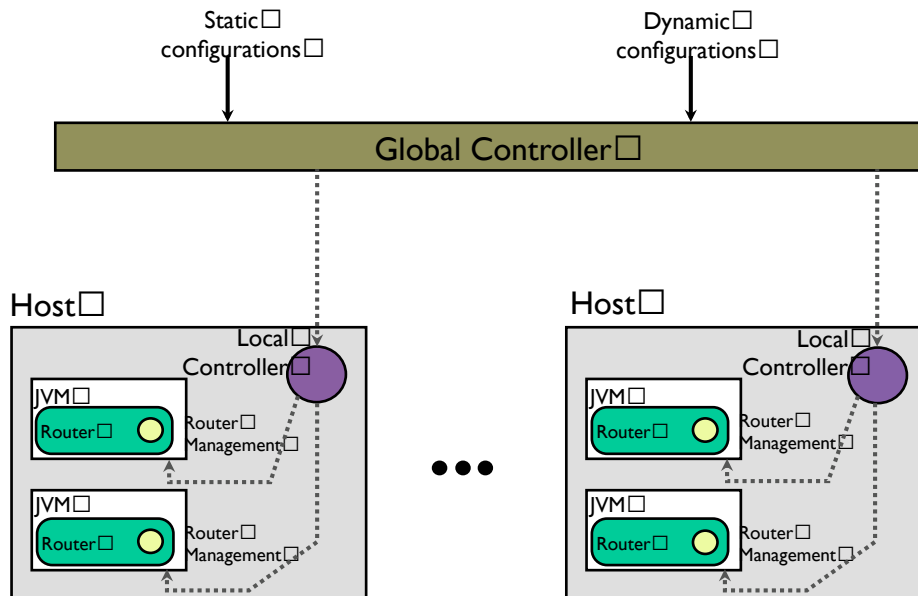 Static□
configurations□
Dynamic□
configurations□
Global Controller□
Host□
Local□
Controller□
JVM□
Router□
Router□
Management□
JVM□
Router□
Router□
Management□
Host□
Local□
Controller□
JVM□
Router□
Router□
Management□
JVM□
Router□
Router□
Management□